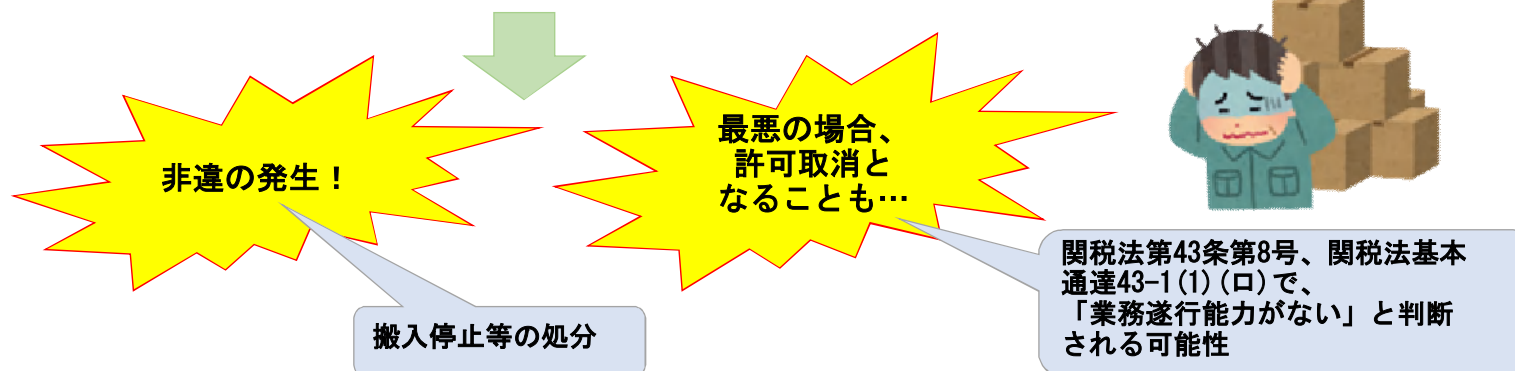 非違の発生！
最悪の場合、
許可取消と
なることも…
搬入停止等の処分
関税法第43条第8号、関税法基本
通達43-1(1)(ロ)で、
「業務遂行能力がない」と判断
される可能性